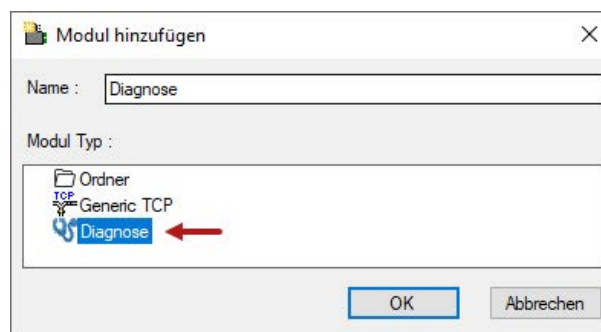 Modul hinzufügen
Name : Diagnose
Modul Typ :
Ordner
TCP
Generic TCP
Diagnose
OK Abbrechen